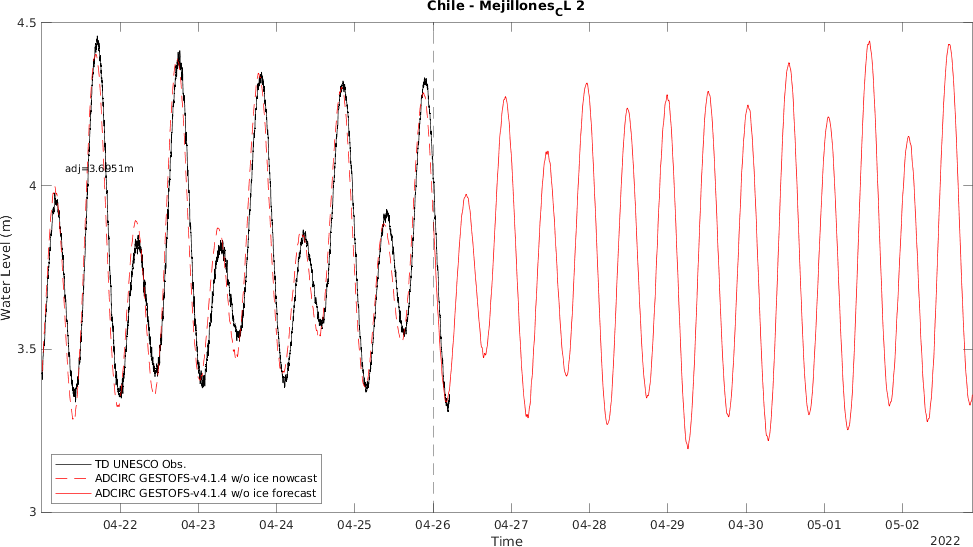 Chile - Mejillones_CL 2
4.5
4
3.5
3
Water Level (m)
adj=3.6951m
TD UNESCO Obs.
ADCIRC GESTOFS-v4.1.4 w/o ice nowcast
ADCIRC GESTOFS-v4.1.4 w/o ice forecast
04-22 04-23 04-24 04-25 04-26 04-27 04-28 04-29 04-30 05-01 05-02
Time
2022